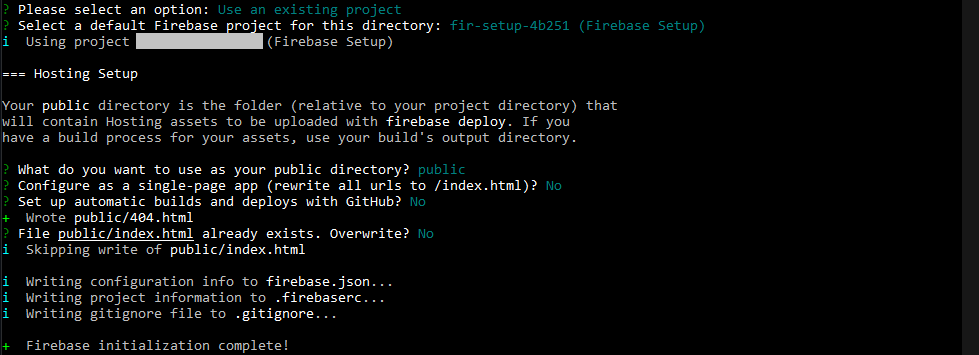 ? Please select an option: Use an existing project
? Select a default Firebase project for this directory: fir-setup-4b251 (Firebase Setup)
i  Using project (Firebase Setup)
=== Hosting Setup
Your public directory is the folder (relative to your project directory) that
will contain Hosting assets to be uploaded with firebase deploy. If you
have a build process for your assets, use your build's output directory.
? What do you want to use as your public directory? public
? Configure as a single-page app (rewrite all urls to /index.html)? No
? Set up automatic builds and deploys with GitHub? No
+  Wrote public/404.html
? File public/index.html already exists. Overwrite? No
i  Skipping write of public/index.html
i  Writing configuration info to firebase.json...
i  Writing project information to .firebaserc...
i  Writing gitignore file to .gitignore...
+  Firebase initialization complete!